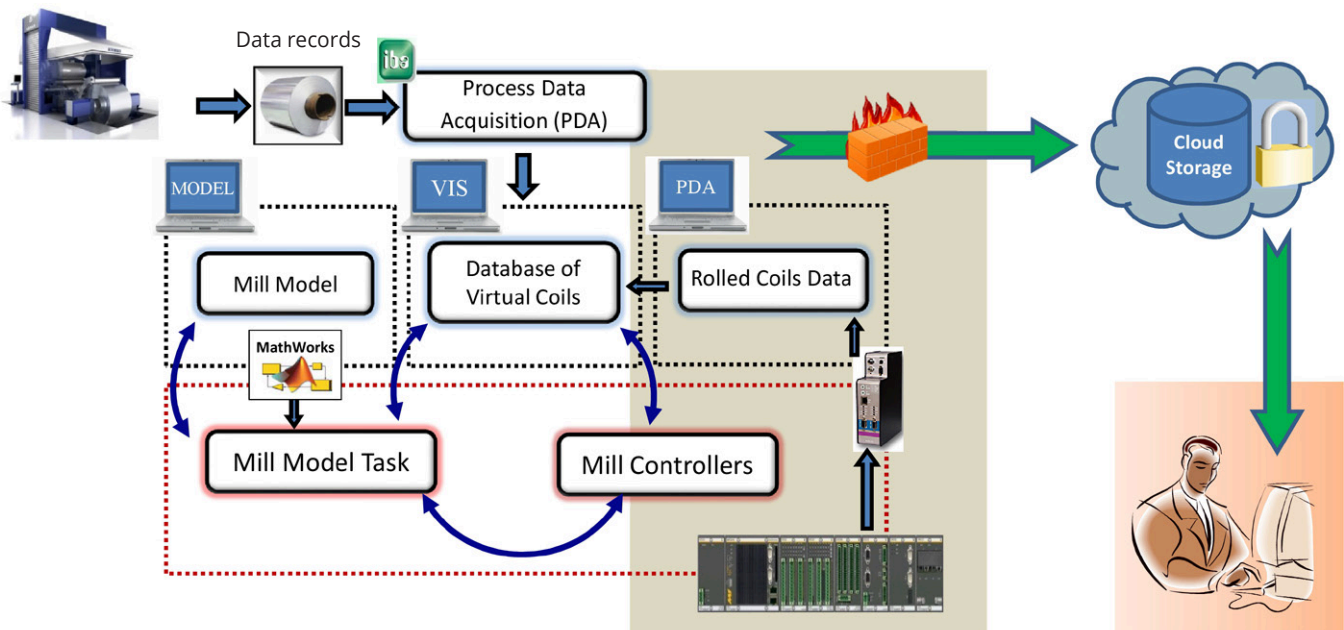 Data records
iba
Process Data
Acquisition (PDA)
Cloud
Storage
MODEL
VIS
PDA
Mill Model
Database of
Virtual Coils
Rolled Coils Data
MathWorks
Mill Model Task
Mill Controllers